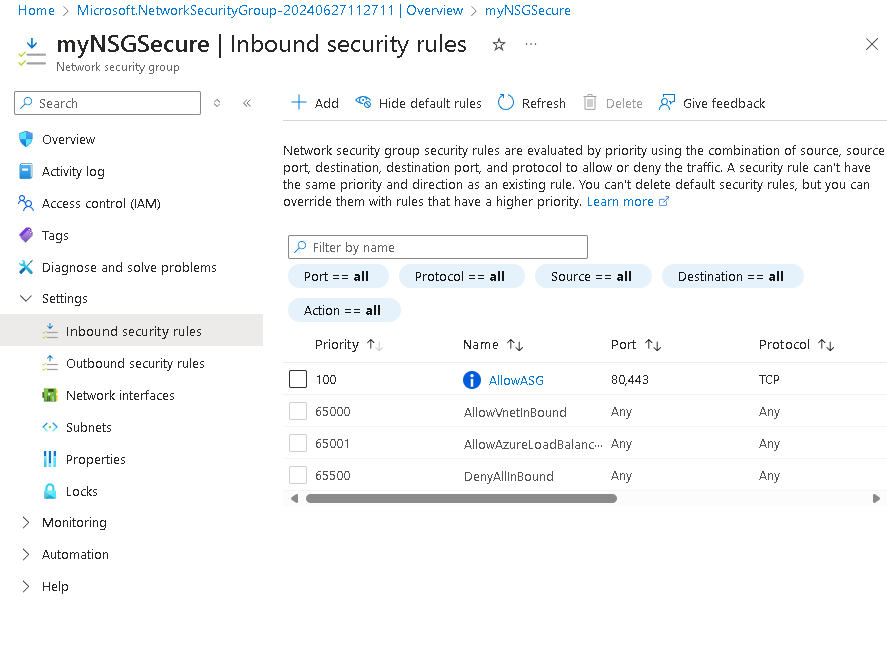 Home > Microsoft.NetworkSecurityGroup-20240627112711 | Overview > myNSGSecure
myNSGSecure | Inbound security rules
Network security group
Search
Add
Hide default rules
Refresh
Delete
Give feedback
Overview
Activity log
Access control (IAM)
Tags
Diagnose and solve problems
Settings
Inbound security rules
Outbound security rules
Network interfaces
Subnets
Properties
Locks
Monitoring
Automation
Help
Network security group security rules are evaluated by priority using the combination of source, source
port, destination, destination port, and protocol to allow or deny the traffic. A security rule can't have
the same priority and direction as an existing rule. You can't delete default security rules, but you can
override them with rules that have a higher priority. Learn more
Filter by name
Port == all Protocol == all Source == all Destination == all
Action == all
Priority Name Port Protocol
100 AllowASG 80,443 TCP
65000 AllowVnetInBound Any Any
65001 AllowAzureLoadBalanc... Any Any
65500 DenyAllInBound Any Any